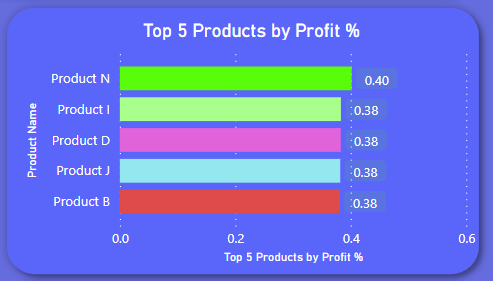 Top 5 Products by Profit %
Product Name
Product N 0.40
Product I 0.38
Product D 0.38
Product J 0.38
Product B 0.38
0.0 0.2 0.4 0.6
Top 5 Products by Profit %